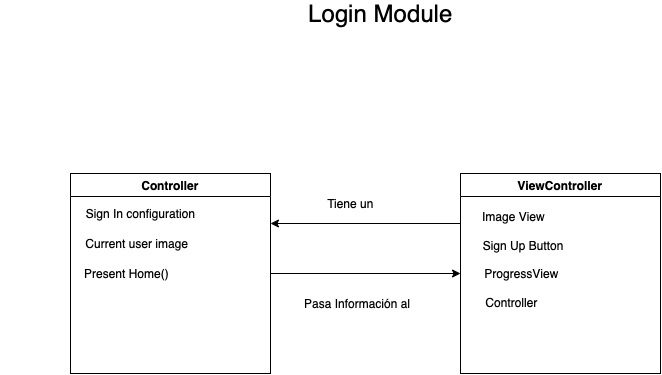 Login Module
Controller
Sign In configuration
Current user image
Present Home()
Tiene un
Pasa Información al
ViewController
Image View
Sign Up Button
ProgressView
Controller